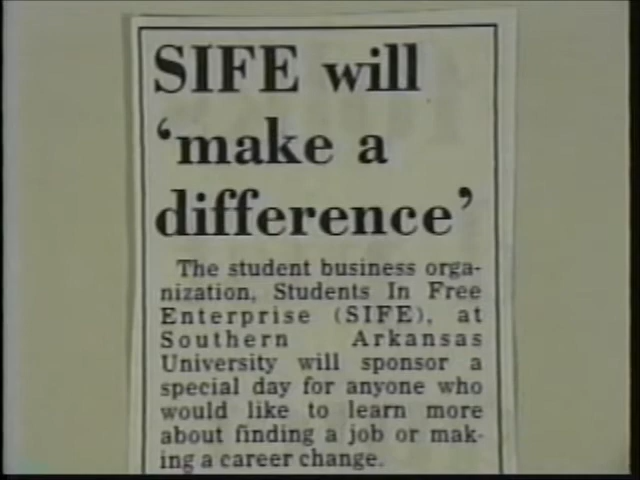 SIFE will
‘make a
difference’
The student business orga-
nization, Students In Free
Enterprise (SIFE), at
Southern Arkansas
University will sponsor a
special day for anyone who
would like to learn more
about finding a job or mak-
ing a career change.